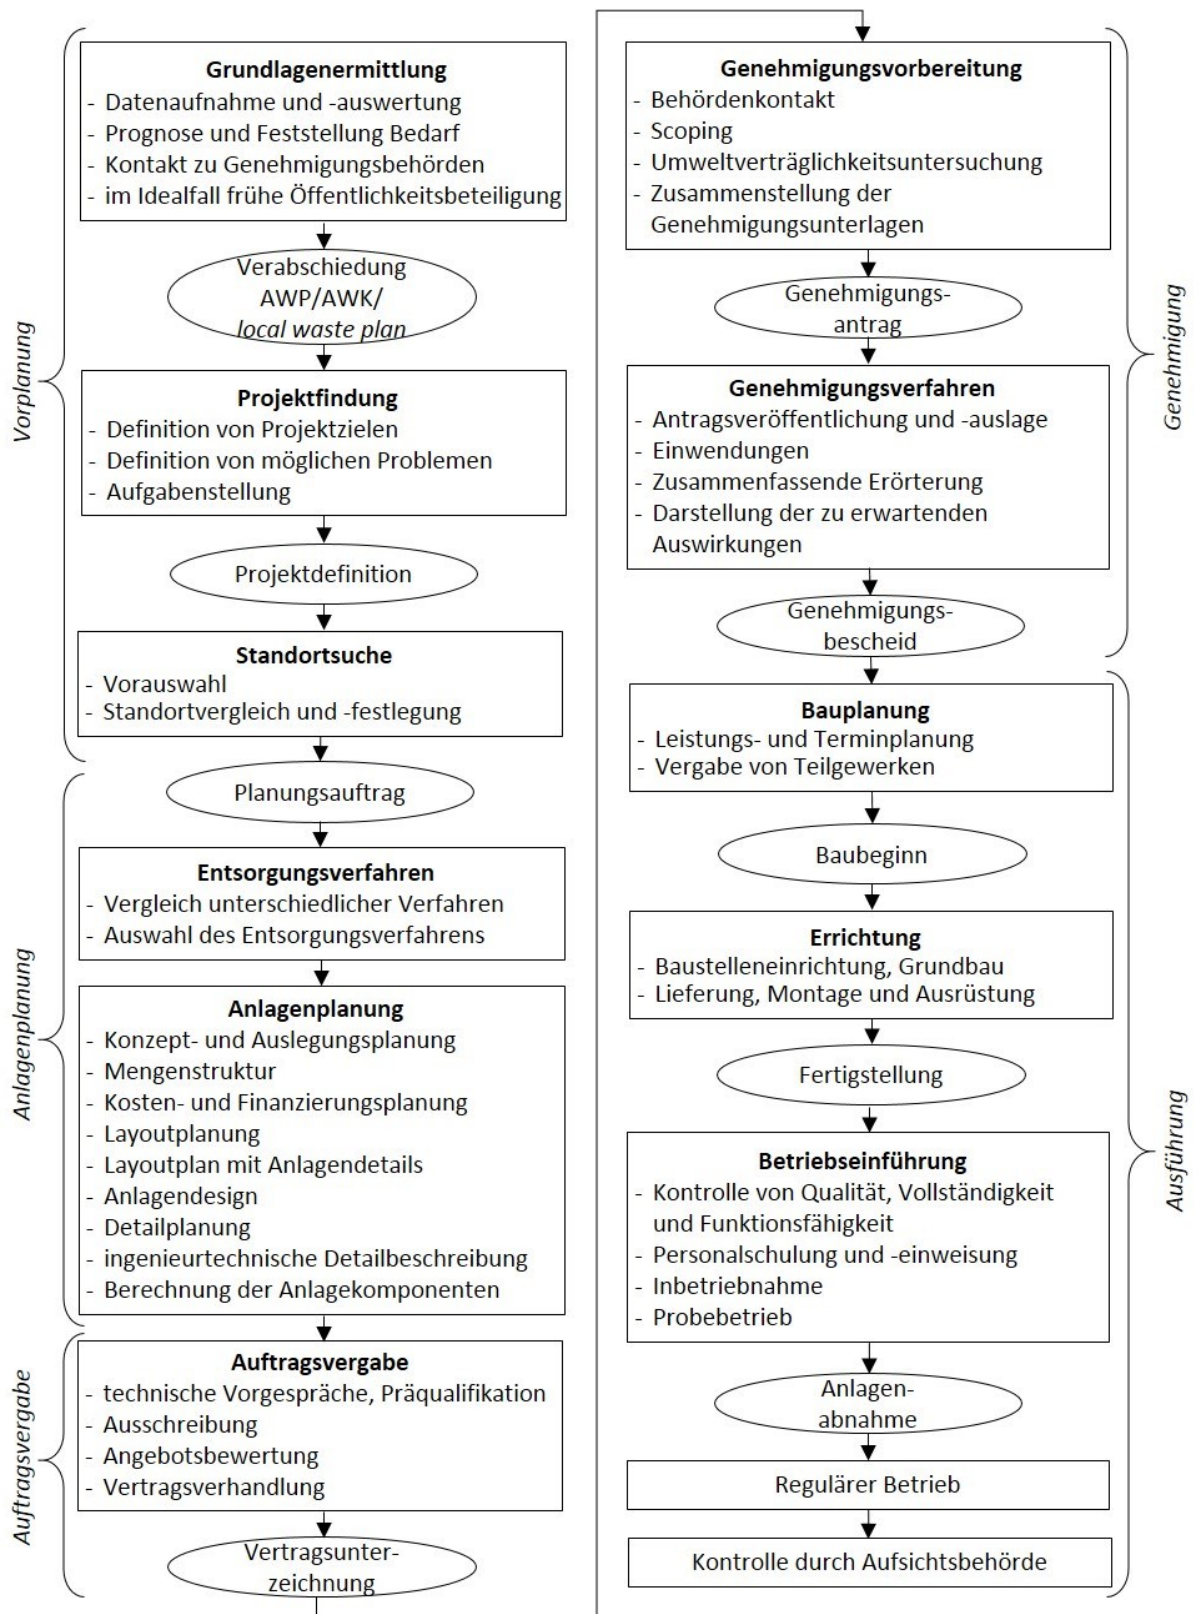 Vorplanung
Grundlagenermittlung
- Datenaufnahme und -auswertung
- Prognose und Feststellung Bedarf
- Kontakt zu Genehmigungsbehörden
- im Idealfall frühe Öffentlichkeitsbeteiligung
Verabschiedung
AWP/AWK/
local waste plan
Projektfindung
- Definition von Projektzielen
- Definition von möglichen Problemen
- Aufgabenstellung
Projektdefinition
Standortsuche
- Vorauswahl
- Standortvergleich und -festlegung
Anlagenplanung
Planungsauftrag
Entsorgungsverfahren
- Vergleich unterschiedlicher Verfahren
- Auswahl des Entsorgungsverfahrens
Anlagenplanung
- Konzept- und Auslegungsplanung
- Mengenstruktur
- Kosten- und Finanzierungsplanung
- Layoutplanung
- Layoutplan mit Anlagendetails
- Anlagendesign
- Detailplanung
- ingenieurtechnische Detailbeschreibung
- Berechnung der Anlagekomponenten
Auftragsvergabe
Auftragsvergabe
- technische Vorgespräche, Präqualifikation
- Ausschreibung
- Angebotsbewertung
- Vertragsverhandlung
Vertragsunter-
zeichnung
Genehmigung
Genehmigungsvorbereitung
- Behördenkontakt
- Scoping
- Umweltverträglichkeitsuntersuchung
- Zusammenstellung der
Genehmigungsunterlagen
Genehmigungs-
antrag
Genehmigungsverfahren
- Antragsveröffentlichung und -auslage
- Einwendungen
- Zusammenfassende Erörterung
- Darstellung der zu erwartenden
Auswirkungen
Genehmigungs-
bescheid
Ausführung
Bauplanung
- Leistungs- und Terminplanung
- Vergabe von Teilgewerken
Baubeginn
Errichtung
- Baustelleneinrichtung, Grundbau
- Lieferung, Montage und Ausrüstung
Fertigstellung
Betriebseinführung
- Kontrolle von Qualität, Vollständigkeit
und Funktionsfähigkeit
- Personalschulung und -einweisung
- Inbetriebnahme
- Probebetrieb
Anlagen-
abnahme
Regulärer Betrieb
Kontrolle durch Aufsichtsbehörde